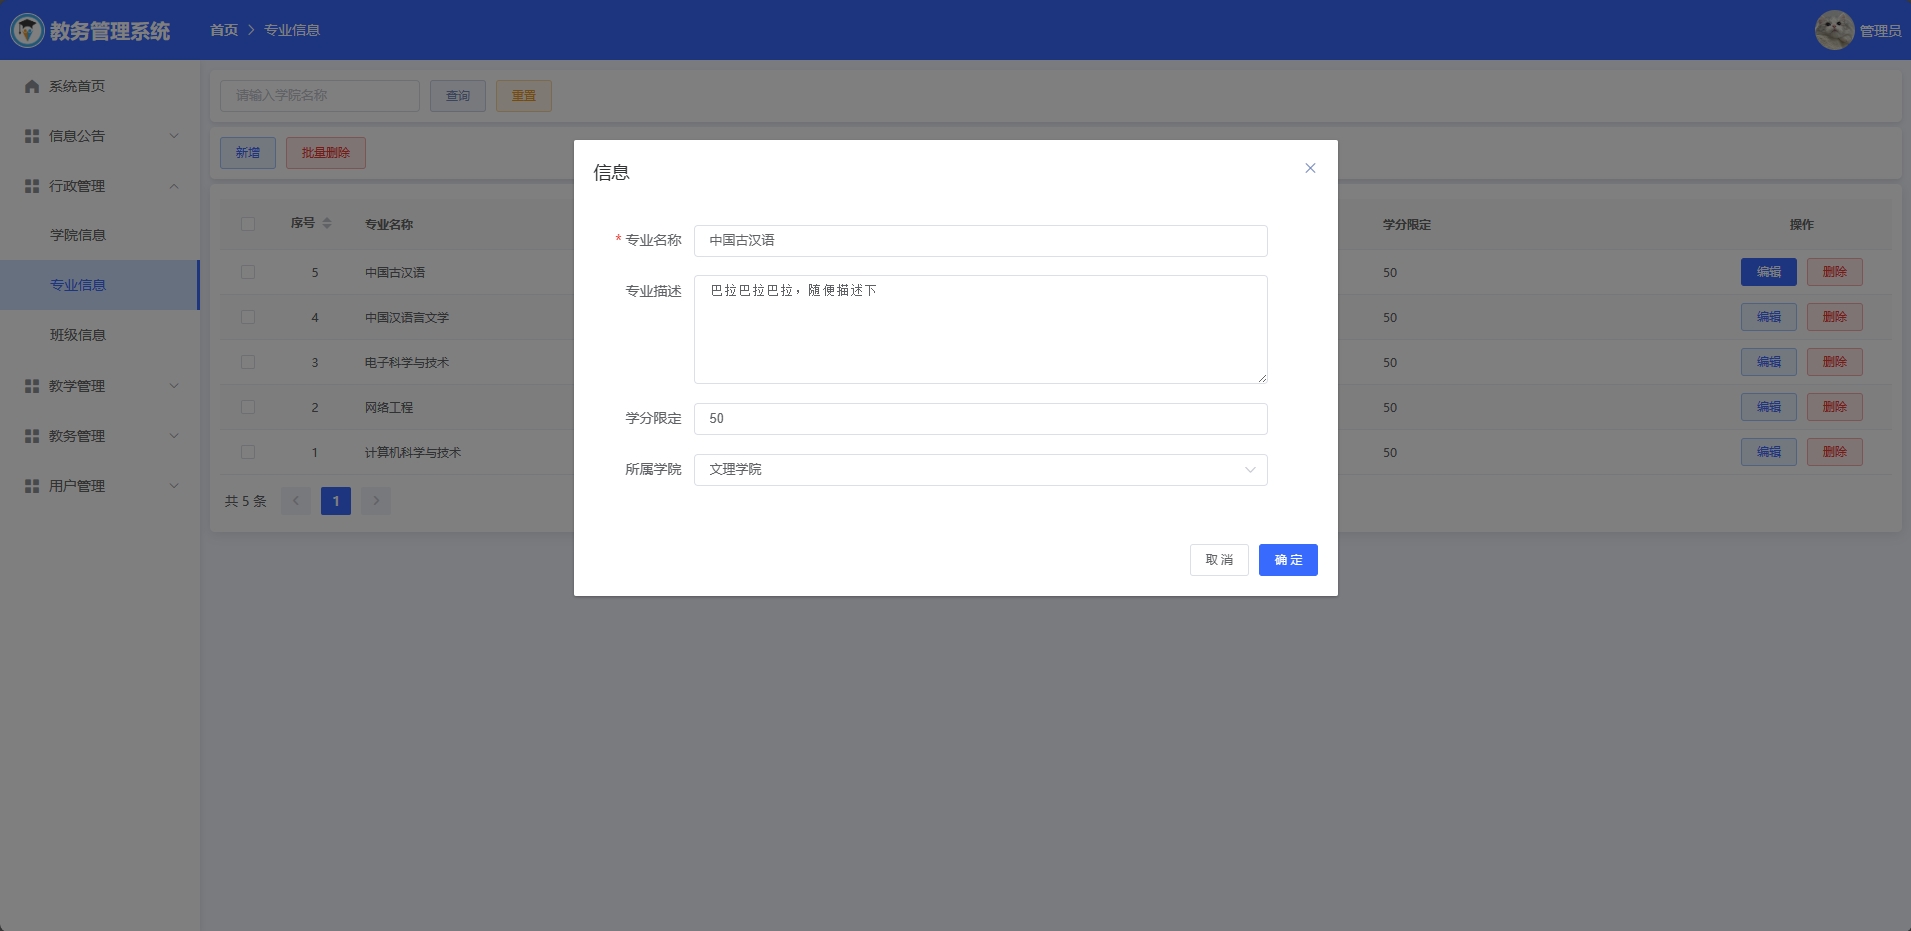 教务管理系统
首页 > 专业信息
管理员
系统首页
信息公告
行政管理
学院信息
专业信息
班级信息
教学管理
教务管理
用户管理
请输入学院名称
查询
重置
新增
批量删除
序号 专业名称 学分限定 操作
5 中国古汉语 50 编辑 删除
4 中国汉语言文学 50 编辑 删除
3 电子科学与技术 50 编辑 删除
2 网络工程 50 编辑 删除
1 计算机科学与技术 50 编辑 删除
共 5 条
1
信息
* 专业名称 中国古汉语
专业描述 巴拉巴拉巴拉，随便描述下
学分限定 50
所属学院 文理学院
取 消
确 定